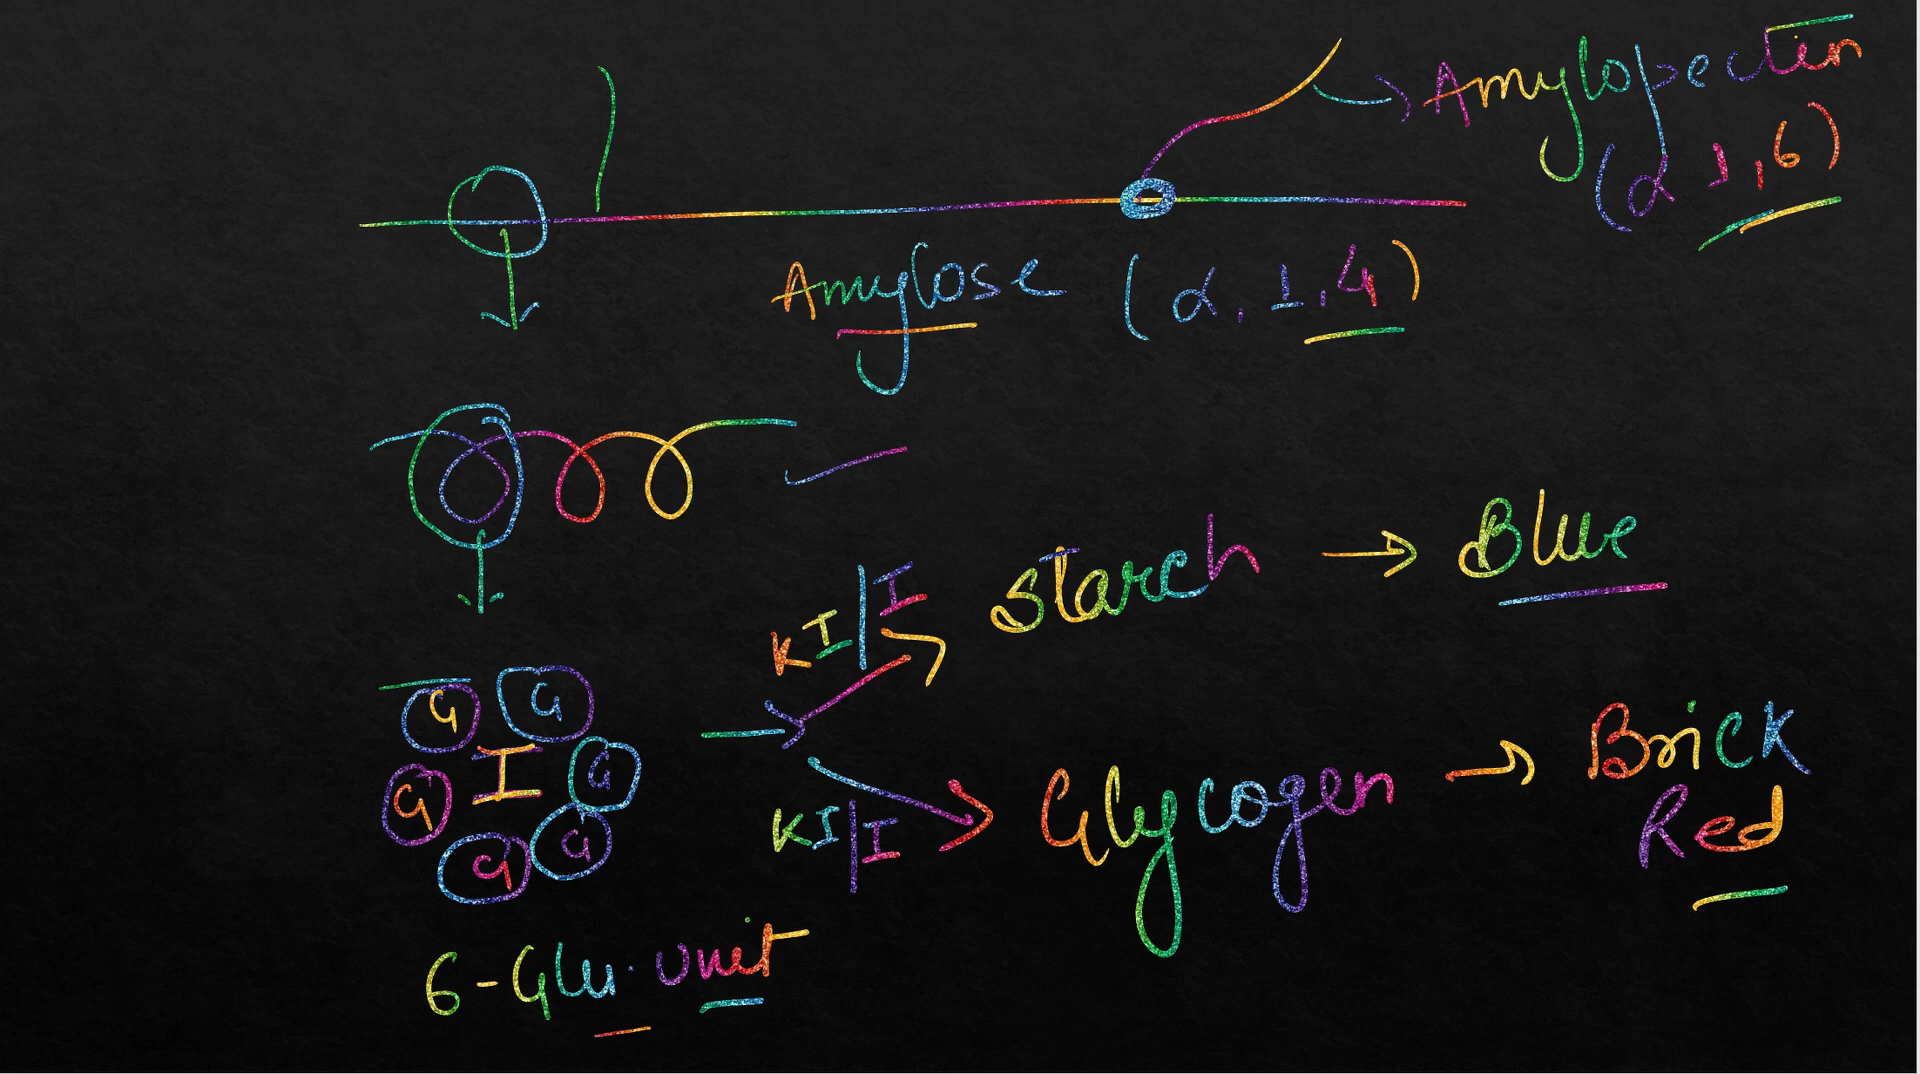 Amylopectin
(α 1,6)
Amylose (α, 1,4)
KI/I Starch → Blue
G G
G I G
G G
KI/I Glycogen → Brick Red
6-Glu. unit